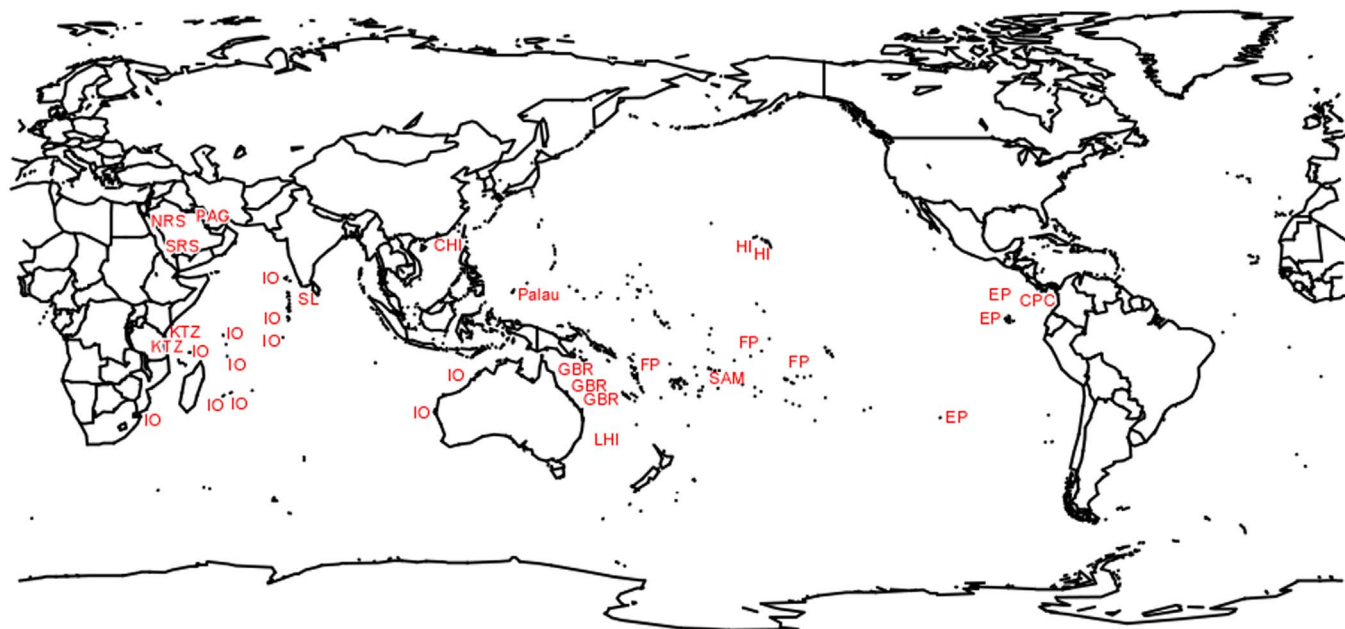 NRS
PAG
SRS
CHI
HI
HI
IO
SL
Palau
EP
CPC
IO
EP
KTZ
IO
KTZ
IO
IO
FP
IO
FP
FP
GBR
IO
SAM
GBR
IO
IO
GBR
IO
IO
EP
LHI